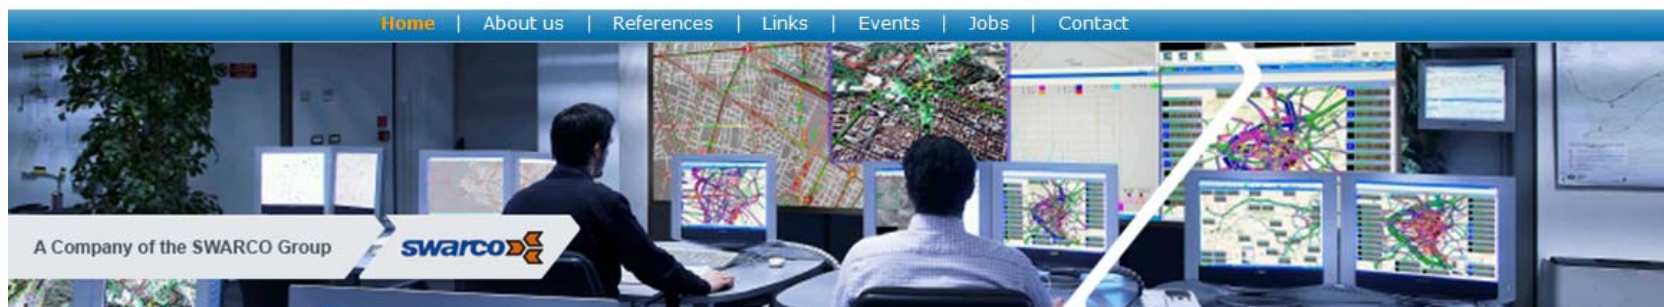 Home | About us | References | Links | Events | Jobs | Contact
A Company of the SWARCO Group
swarco